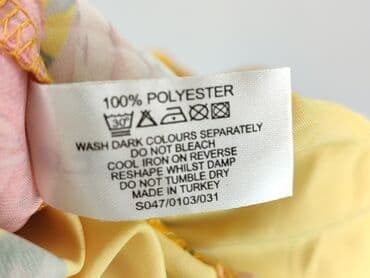 100% POLYESTER
30°
WASH DARK COLOURS SEPARATELY
DO NOT BLEACH
COOL IRON ON REVERSE
RESHAPE WHILST DAMP
DO NOT TUMBLE DRY
MADE IN TURKEY
S047/0103/031